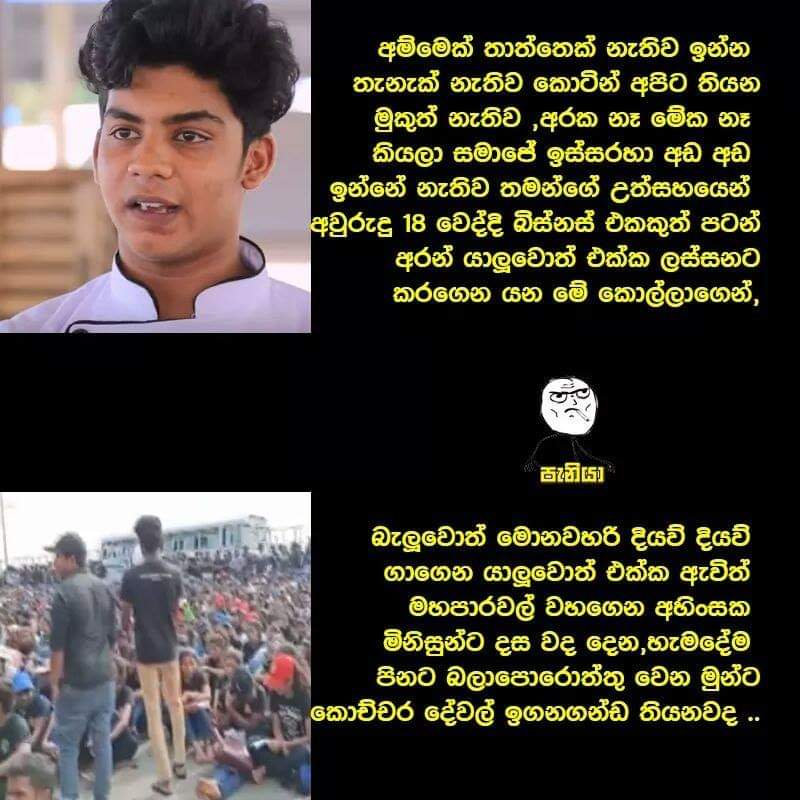 අම්මෙක් තාත්තෙක් නැතිව ඉන්න
තැනැක් නැතිව කොටින් අපිට තියන
මුකුත් නැතිව ,අරක නෑ මේක නෑ
කියලා සමාජේ ඉස්සරහා අඩ අඩ
ඉන්නේ නැතිව තමන්ගේ උත්සහයෙන්
අවුරුදු 18 වෙද්දි බිස්නස් එකකුත් පටන්
අරන් යාලූවොත් එක්ක ලස්සනට
කරගෙන යන මේ කොල්ලාගෙන්,
පැනියා
බැලූවොත් මොනවහරි දියව් දියව්
ගාගෙන යාලූවොත් එක්ක ඇවිත්
මහපාරවල් වහගෙන අහිංසක
මිනිසුන්ට දස වද දෙන,හැමදේම
පිනට බලාපොරොත්තු වෙන මුන්ට
කොච්චර දේවල් ඉගනගන්ඩ තියනවද ..